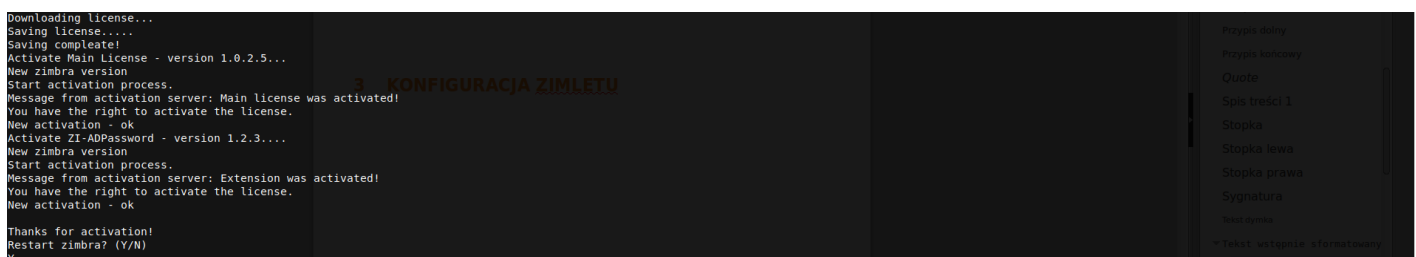 Downloading license...
Saving license.....
Saving compleate!
Activate Main License - version 1.0.2.5...
New zimbra version
Start activation process.
Message from activation server: Main license was activated!
You have the right to activate the license.
New activation - ok
Activate ZI-ADPassword - version 1.2.3....
New zimbra version
Start activation process.
Message from activation server: Extension was activated!
You have the right to activate the license.
New activation - ok
Thanks for activation!
Restart zimbra? (Y/N)
3 KONFIGURACJA ZIMLETU
Przypis dolny
Przypis końcowy
Quote
Spis treści 1
Stopka
Stopka lewa
Stopka prawa
Sygnatura
Tekst dymka
Tekst wstępnie sformatowany